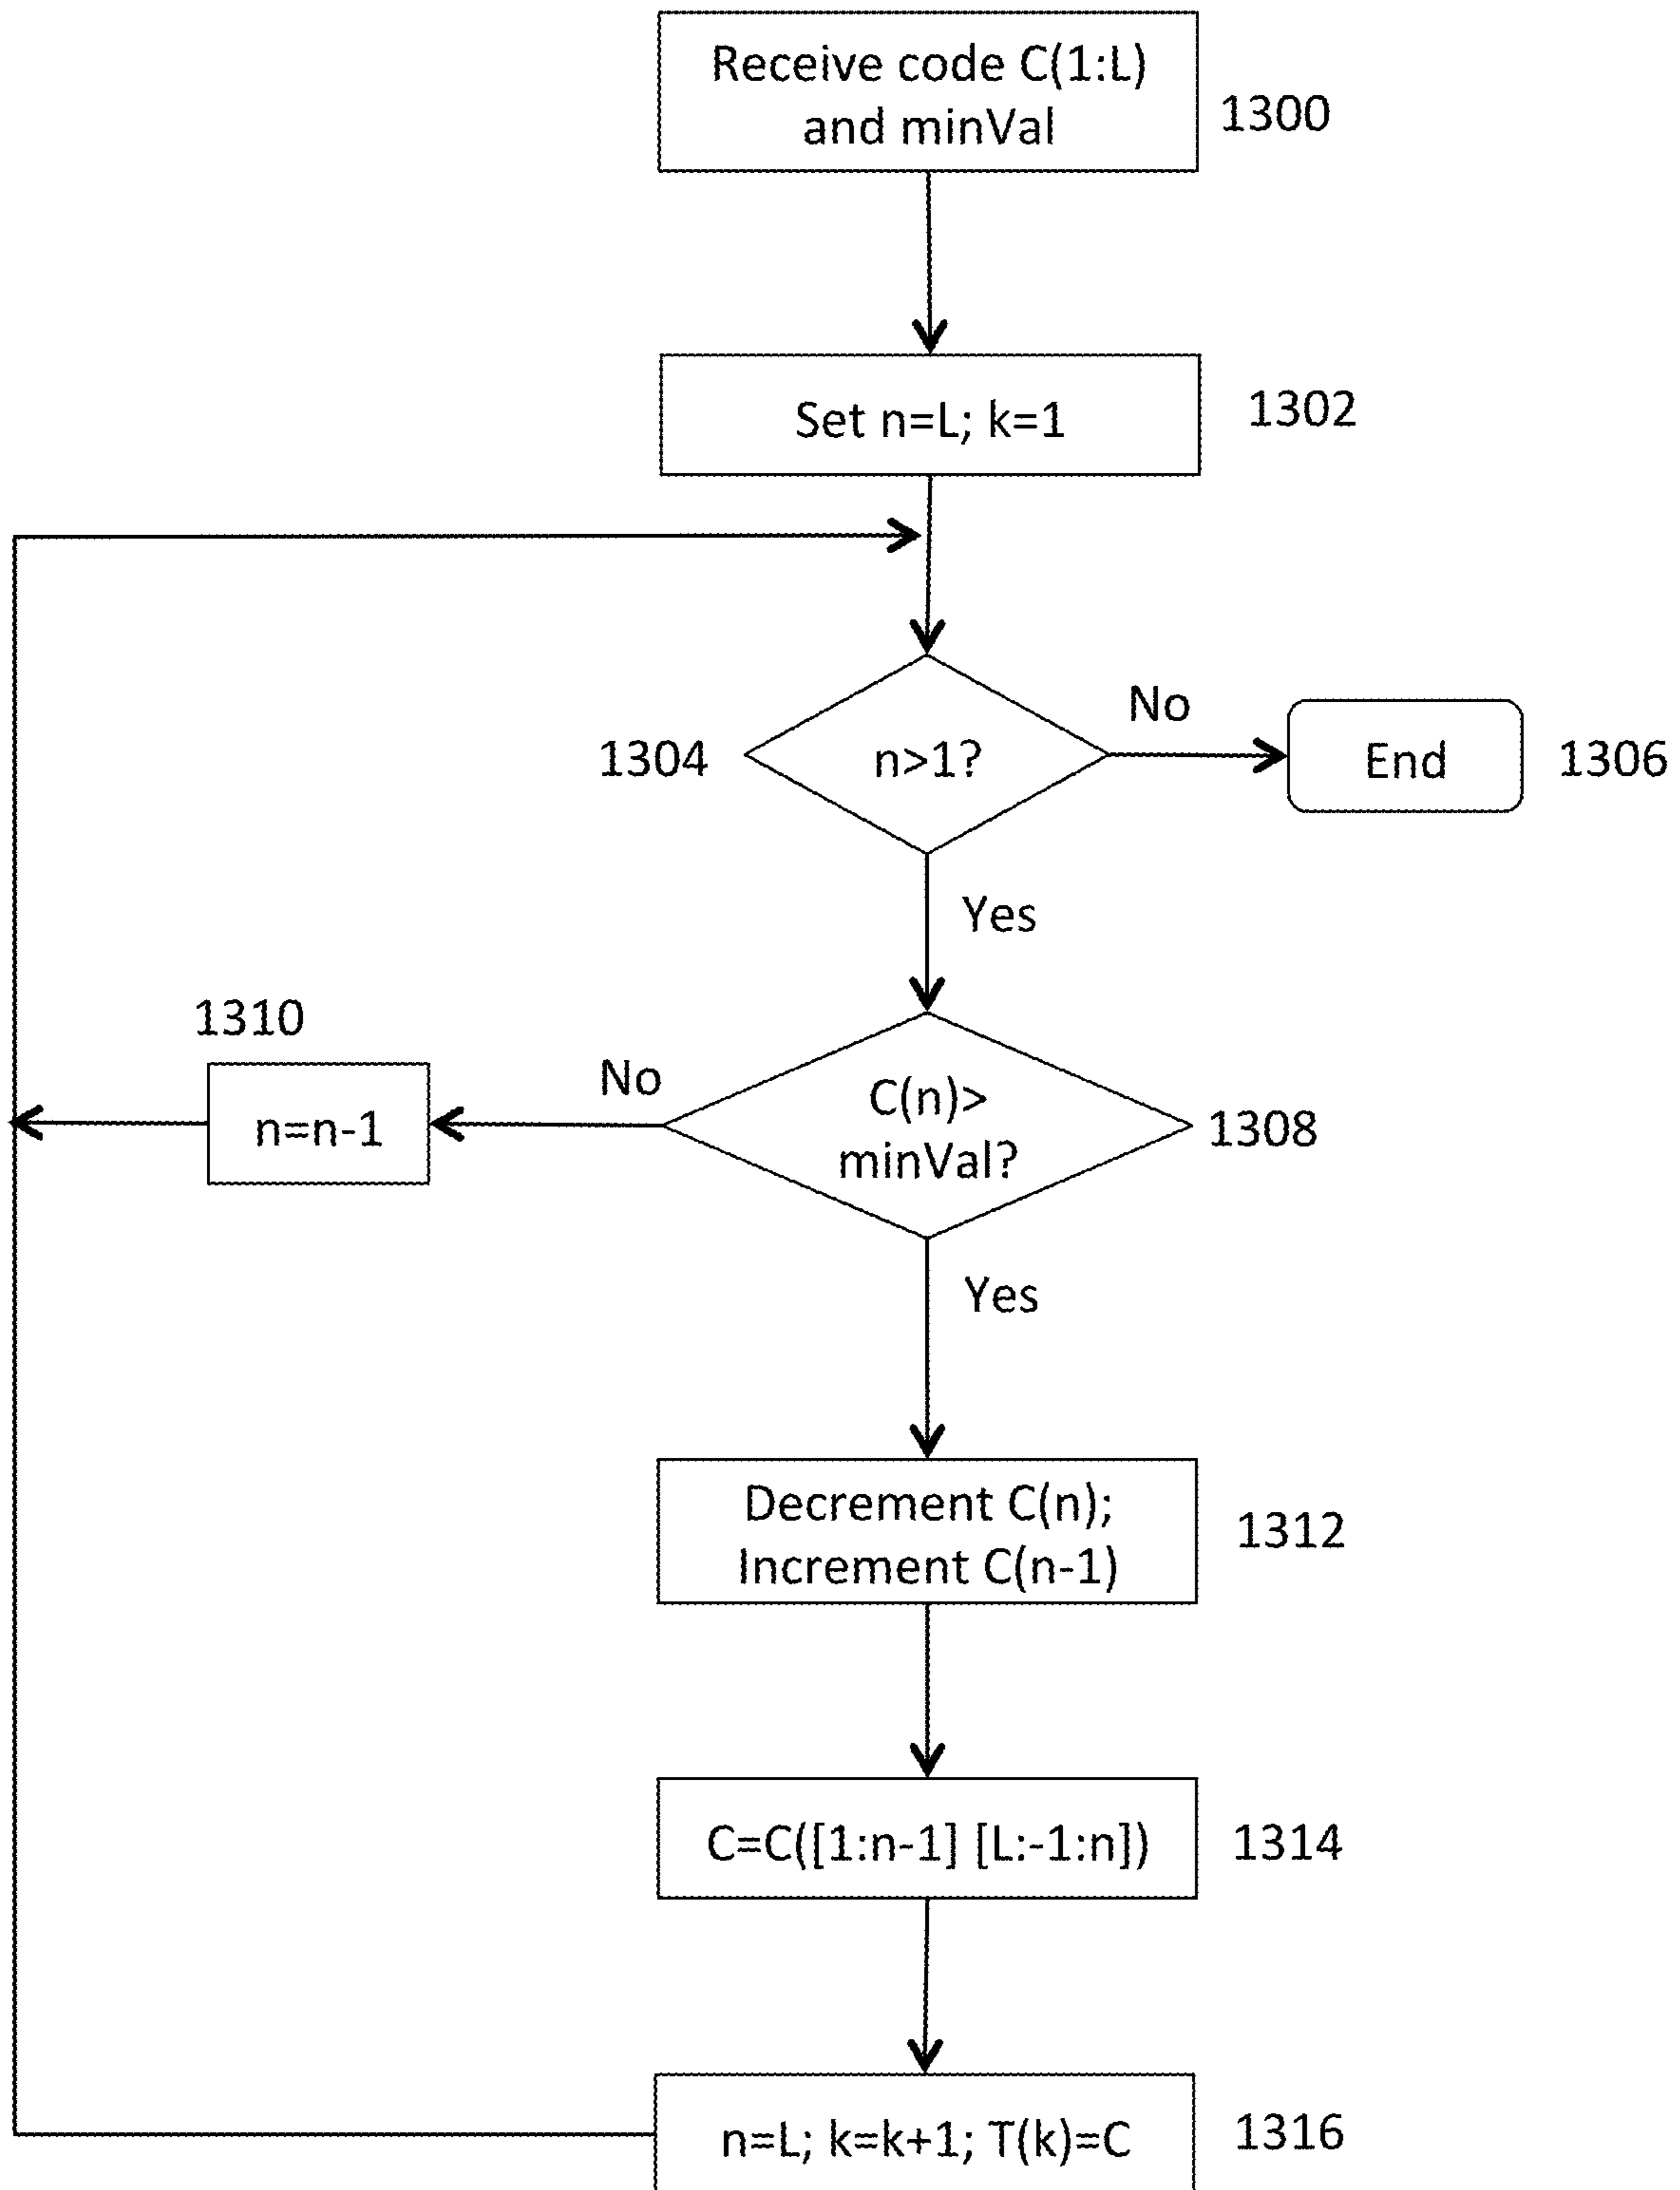 Receive code C(1:L)
and minVal
1300
Set n=L; k=1
1302
1304
n>1?
No
End
1306
Yes
1310
n=n-1
No
C(n)>
minVal?
1308
Yes
Decrement C(n);
Increment C(n-1)
1312
C=C([1:n-1] [L:-1:n])
1314
n=L; k=k+1; T(k)=C
1316